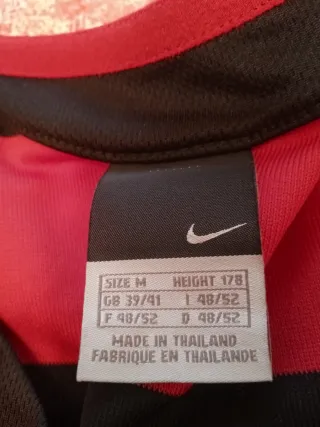 SIZE M HEIGHT 178
GB 39/41 I 48/52
F 48/52 D 48/52
MADE IN THAILAND
FABRIQUE EN THAILANDE